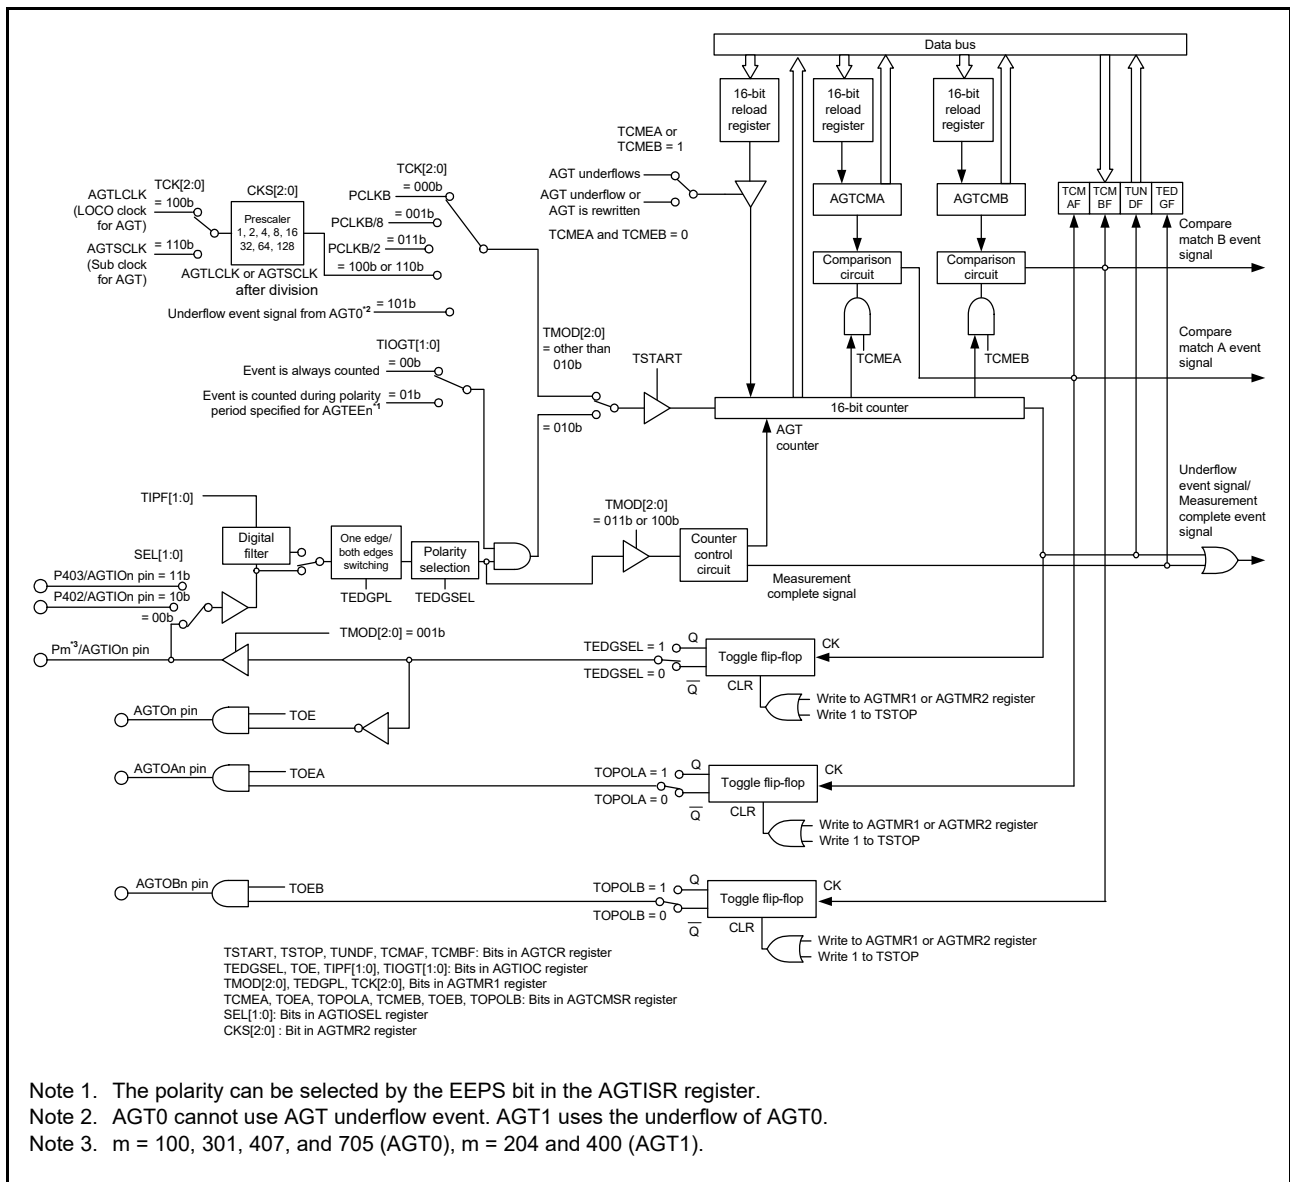 Data bus
16-bit
reload
register
16-bit
reload
register
16-bit
reload
register
TCMEA or
TCMEB = 1
AGT underflows
AGT underflow or
AGT is rewritten
TCMEA and TCMEB = 0
TCK[2:0]
= 000b
PCLKB
= 001b
PCLKB/8
= 011b
PCLKB/2
= 100b or 110b
TCK[2:0]
AGTLCLK
= 100b
(LOCO clock
for AGT)
AGTSCLK
= 110b
(Sub clock
for AGT)
CKS[2:0]
Prescaler
1, 2, 4, 8, 16
32, 64, 128
AGTLCLK or AGTSCLK
after division
Underflow event signal from AGT0*2
= 101b
AGTCMA
AGTCMB
TCM
AF
TCM
BF
TUN
DF
TED
GF
Compare
match B event
signal
Comparison
circuit
Comparison
circuit
TCMEA
TCMEB
Compare
match A event
signal
TIOGT[1:0]
= 00b
Event is always counted
Event is counted during polarity
period specified for AGTEEn*1
= 01b
TMOD[2:0]
= other than
010b
= 010b
TSTART
16-bit counter
AGT
counter
Underflow
event signal/
Measurement
complete event
signal
TIPF[1:0]
Digital
filter
One edge/
both edges
switching
Polarity
selection
TEDGPL
TEDGSEL
TMOD[2:0]
= 011b or 100b
Counter
control
circuit
Measurement
complete signal
SEL[1:0]
P403/AGTIOn pin = 11b
P402/AGTIOn pin = 10b
= 00b
Pm*3/AGTIOn pin
TMOD[2:0] = 001b
TEDGSEL = 1
TEDGSEL = 0
Q
Q
Toggle flip-flop
CK
CLR
Write to AGTMR1 or AGTMR2 register
Write 1 to TSTOP
AGTOn pin
TOE
AGTOAn pin
TOEA
TOPOLA = 1
TOPOLA = 0
Q
Q
Toggle flip-flop
CK
CLR
Write to AGTMR1 or AGTMR2 register
Write 1 to TSTOP
AGTOBn pin
TOEB
TOPOLB = 1
TOPOLB = 0
Q
Q
Toggle flip-flop
CK
CLR
Write to AGTMR1 or AGTMR2 register
Write 1 to TSTOP
TSTART, TSTOP, TUNDF, TCMAF, TCMBF: Bits in AGTCR register
TEDGSEL, TOE, TIPF[1:0], TIOGT[1:0]: Bits in AGTIOC register
TMOD[2:0], TEDGPL, TCK[2:0], Bits in AGTMR1 register
TCMEA, TOEA, TOPOLA, TCMEB, TOEB, TOPOLB: Bits in AGTCMSR register
SEL[1:0]: Bits in AGTIOSEL register
CKS[2:0] : Bit in AGTMR2 register
Note 1. The polarity can be selected by the EEPS bit in the AGTISR register.
Note 2. AGT0 cannot use AGT underflow event. AGT1 uses the underflow of AGT0.
Note 3. m = 100, 301, 407, and 705 (AGT0), m = 204 and 400 (AGT1).